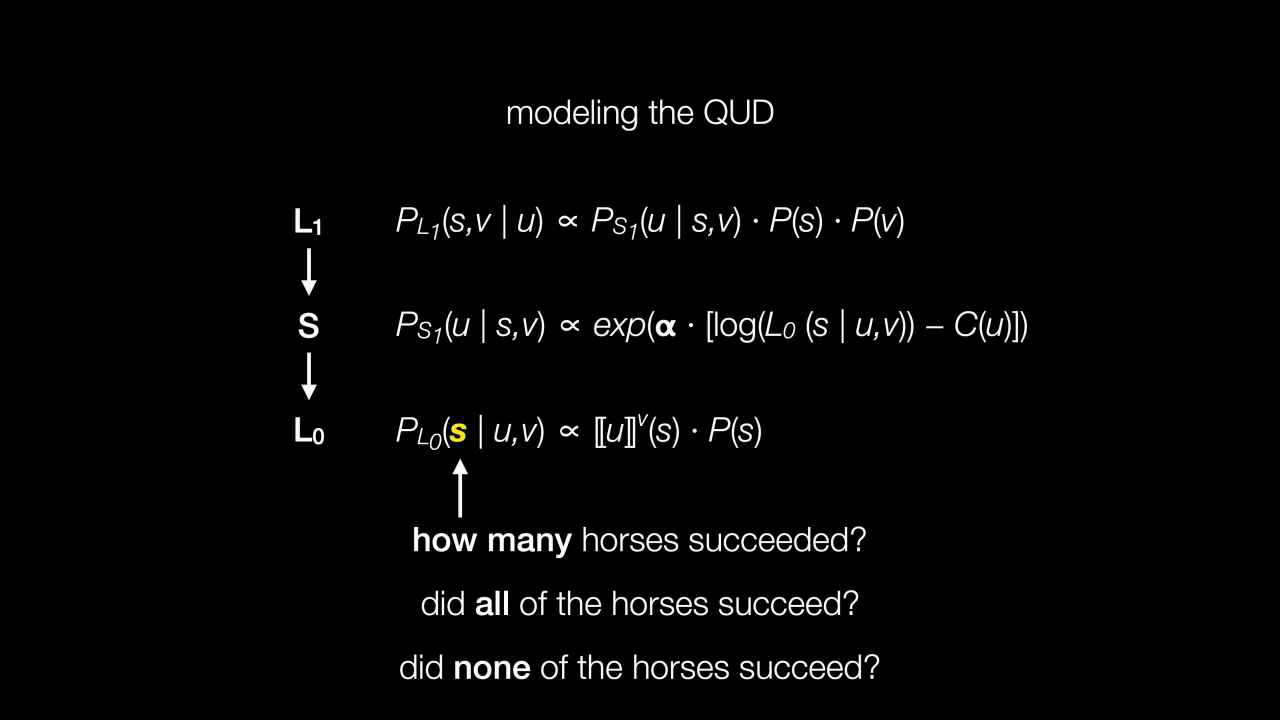 modeling the QUD
L₁ P_L₁(s,v | u) ∝ P_S₁(u | s,v) · P(s) · P(v)
S P_S₁(u | s,v) ∝ exp(α · [log(L₀ (s | u,v)) – C(u)])
L₀ P_L₀(s | u,v) ∝ ⟦u⟧ᵛ(s) · P(s)
how many horses succeeded?
did all of the horses succeed?
did none of the horses succeed?